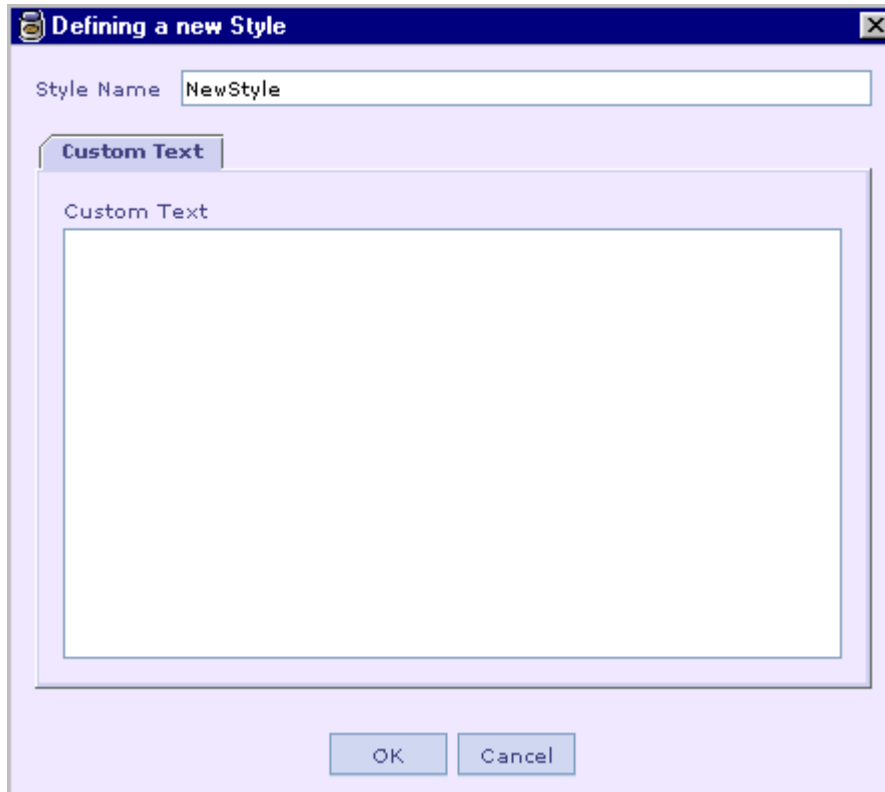 Defining a new Style
Style Name NewStyle
Custom Text
Custom Text
OK Cancel